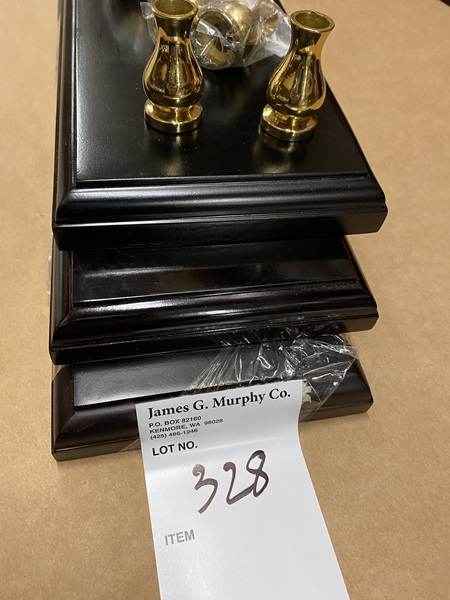 James G. Murphy Co.
P.O. BOX 82160
KENMORE, WA 98028
(425) 486-1246
LOT NO.
328
ITEM